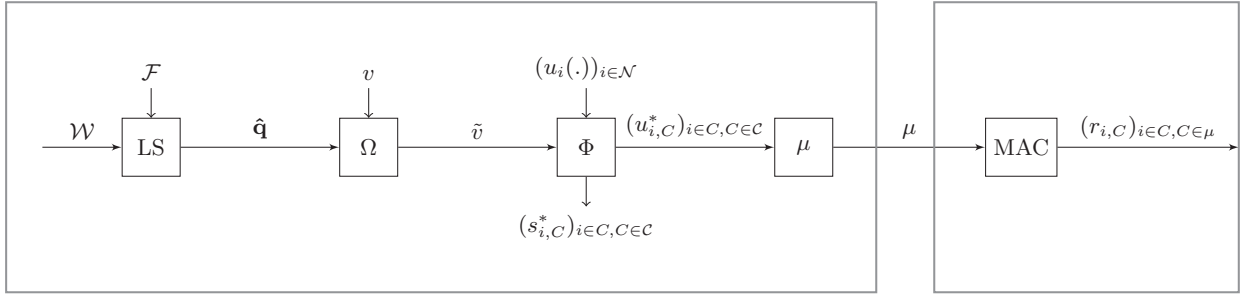 𝓕 v (u_i(.))_{i∈𝒩}
𝒲 q̂ ṽ (u^*_{i,C})_{i∈C,C∈𝒞} μ (r_{i,C})_{i∈C,C∈μ}
LS Ω Φ μ MAC
(s^*_{i,C})_{i∈C,C∈𝒞}